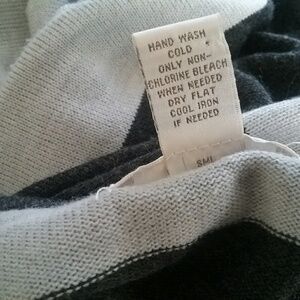 HAND WASH
COLD
ONLY NON-
CHLORINE BLEACH
WHEN NEEDED
DRY FLAT
COOL IRON
IF NEEDED
SML